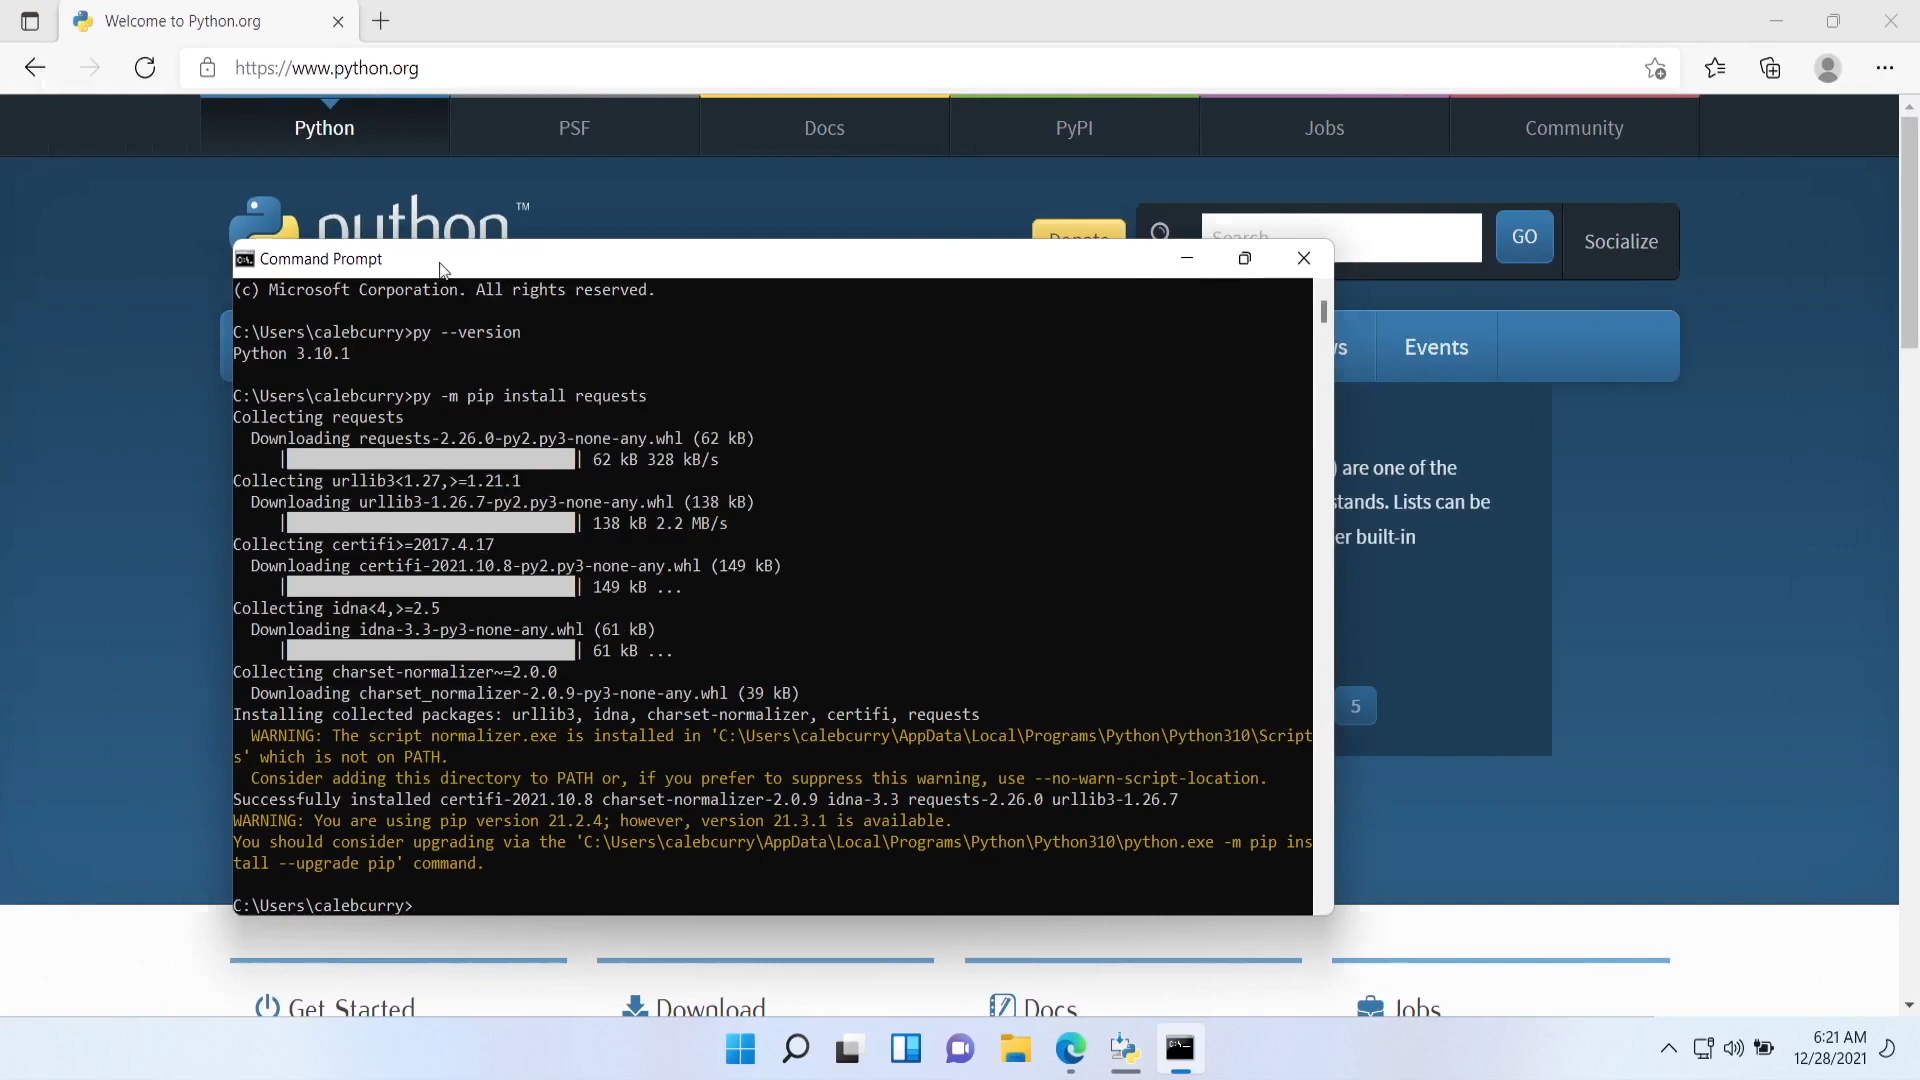 Welcome to Python.org
https://www.python.org
Python PSF Docs PyPI Jobs Community
python™
Donate Search GO Socialize
Command Prompt
(c) Microsoft Corporation. All rights reserved.
C:\Users\calebcurry>py --version
Python 3.10.1
Events
C:\Users\calebcurry>py -m pip install requests
Collecting requests
Downloading requests-2.26.0-py2.py3-none-any.whl (62 kB)
| | 62 kB 328 kB/s
Collecting urllib3<1.27,>=1.21.1
Downloading urllib3-1.26.7-py2.py3-none-any.whl (138 kB)
| | 138 kB 2.2 MB/s
Collecting certifi>=2017.4.17
Downloading certifi-2021.10.8-py2.py3-none-any.whl (149 kB)
| | 149 kB ...
Collecting idna<4,>=2.5
Downloading idna-3.3-py3-none-any.whl (61 kB)
| | 61 kB ...
Collecting charset-normalizer~=2.0.0
Downloading charset_normalizer-2.0.9-py3-none-any.whl (39 kB)
Installing collected packages: urllib3, idna, charset-normalizer, certifi, requests
WARNING: The script normalizer.exe is installed in 'C:\Users\calebcurry\AppData\Local\Programs\Python\Python310\Script
s' which is not on PATH.
Consider adding this directory to PATH or, if you prefer to suppress this warning, use --no-warn-script-location.
Successfully installed certifi-2021.10.8 charset-normalizer-2.0.9 idna-3.3 requests-2.26.0 urllib3-1.26.7
WARNING: You are using pip version 21.2.4; however, version 21.3.1 is available.
You should consider upgrading via the 'C:\Users\calebcurry\AppData\Local\Programs\Python\Python310\python.exe -m pip ins
tall --upgrade pip' command.
C:\Users\calebcurry>
) are one of the
stands. Lists can be
er built-in
5
Get Started Download Docs Jobs
6:21 AM
12/28/2021